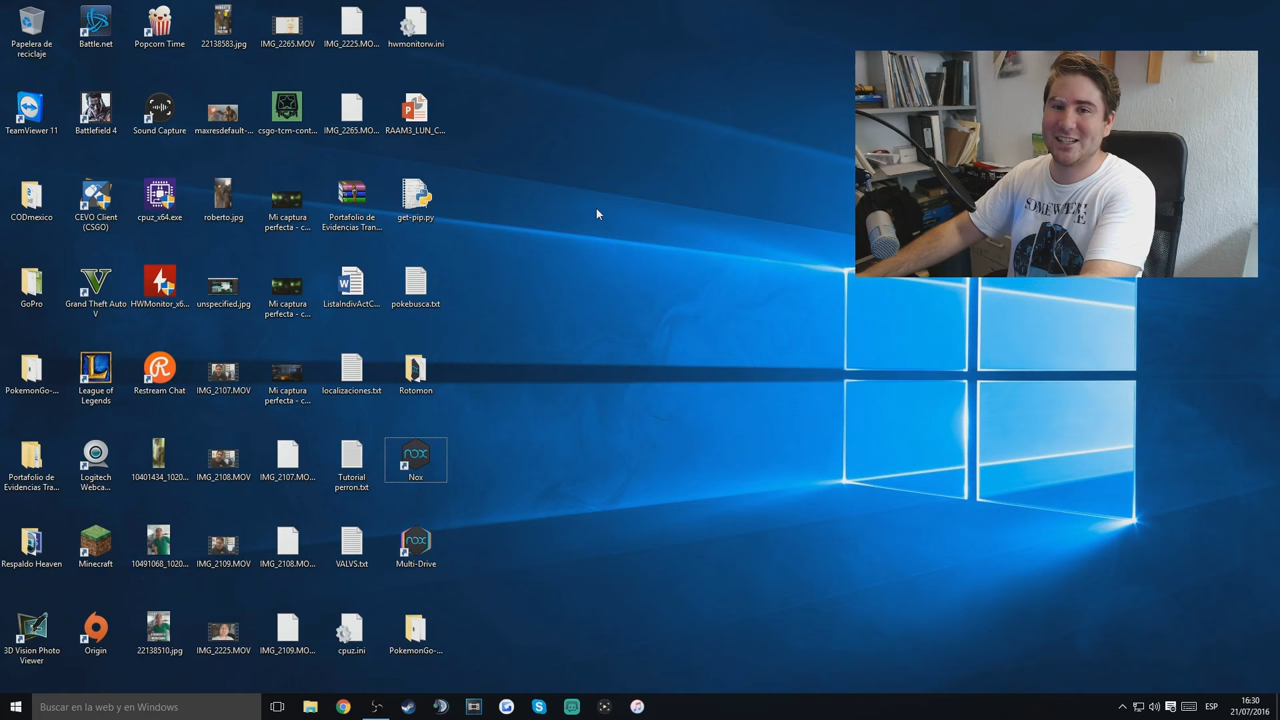 Papelera de
reciclaje
Battle.net
Popcorn Time
22138583.jpg
IMG_2265.MOV
IMG_2225.MO...
hwmonitorw.ini
TeamViewer 11
Battlefield 4
Sound Capture
maxresdefault-...
csgo-tcm-cont...
IMG_2265.MO...
RAAM3_LUN_C...
CODmexico
CEVO Client
(CSGO)
cpuz_x64.exe
roberto.jpg
Mi captura
perfecta - c...
Portafolio de
Evidencias Tran...
get-pip.py
GoPro
Grand Theft Auto
V
HWMonitor_x6...
unspecified.jpg
Mi captura
perfecta - c...
ListaIndivActC...
pokebusca.txt
PokemonGo-...
League of
Legends
Restream Chat
IMG_2107.MOV
Mi captura
perfecta - c...
localizaciones.txt
Rotomon
Portafolio de
Evidencias Tra...
Logitech
Webca...
10401434_1020...
IMG_2108.MOV
IMG_2107.MO...
Tutorial
perron.txt
nox
Nox
Respaldo Heaven
Minecraft
10491068_1020...
IMG_2109.MOV
IMG_2108.MO...
VALVS.txt
nox
Multi-Drive
3D Vision Photo
Viewer
Origin
22138510.jpg
IMG_2225.MOV
IMG_2109.MO...
cpuz.ini
PokemonGo-...
SOMEWHERE
Buscar en la web y en Windows
ESP
16:30
21/07/2016